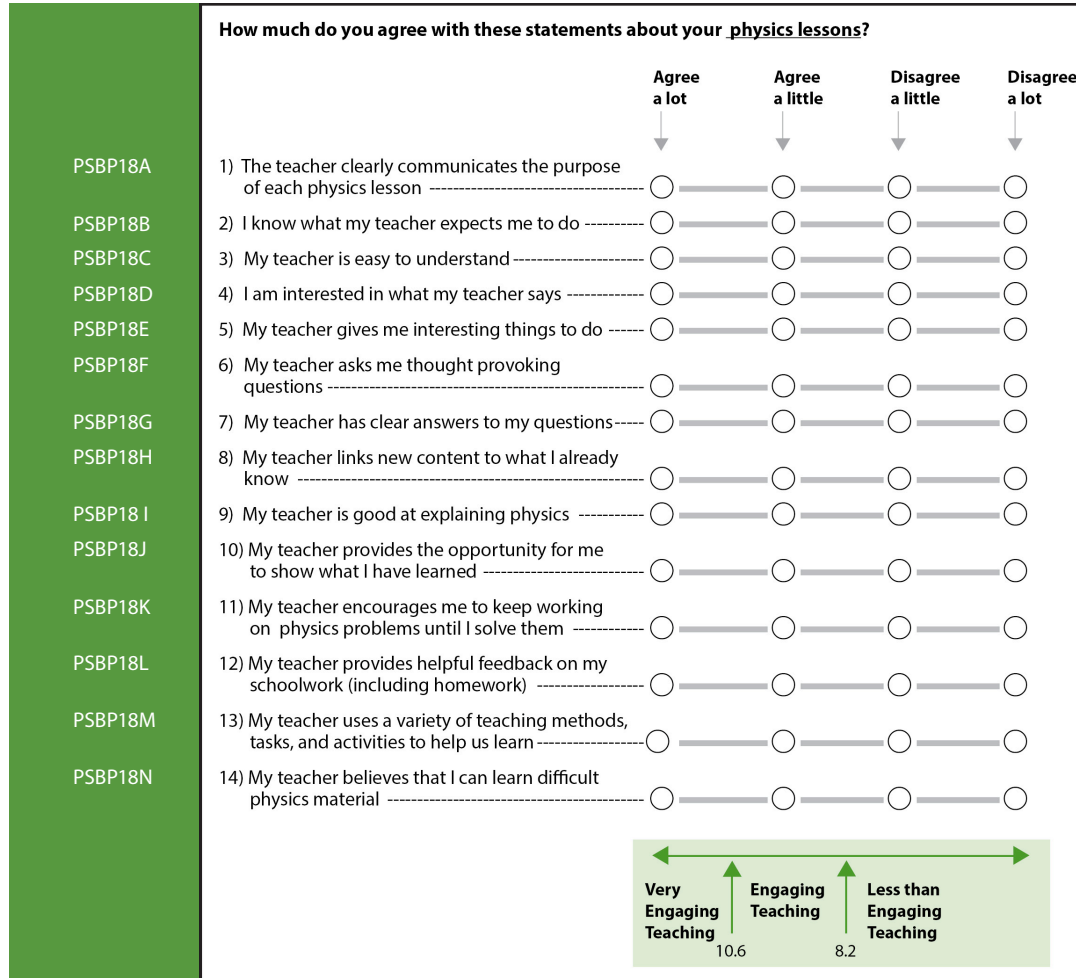 How much do you agree with these statements about your physics lessons?
Agree a lot
Agree a little
Disagree a little
Disagree a lot
PSBP18A
1) The teacher clearly communicates the purpose
of each physics lesson
PSBP18B
2) I know what my teacher expects me to do
PSBP18C
3) My teacher is easy to understand
PSBP18D
4) I am interested in what my teacher says
PSBP18E
5) My teacher gives me interesting things to do
PSBP18F
6) My teacher asks me thought provoking
questions
PSBP18G
7) My teacher has clear answers to my questions
PSBP18H
8) My teacher links new content to what I already
know
PSBP18 I
9) My teacher is good at explaining physics
PSBP18J
10) My teacher provides the opportunity for me
to show what I have learned
PSBP18K
11) My teacher encourages me to keep working
on physics problems until I solve them
PSBP18L
12) My teacher provides helpful feedback on my
schoolwork (including homework)
PSBP18M
13) My teacher uses a variety of teaching methods,
tasks, and activities to help us learn
PSBP18N
14) My teacher believes that I can learn difficult
physics material
Very
Engaging
Teaching
10.6
Engaging
Teaching
8.2
Less than
Engaging
Teaching